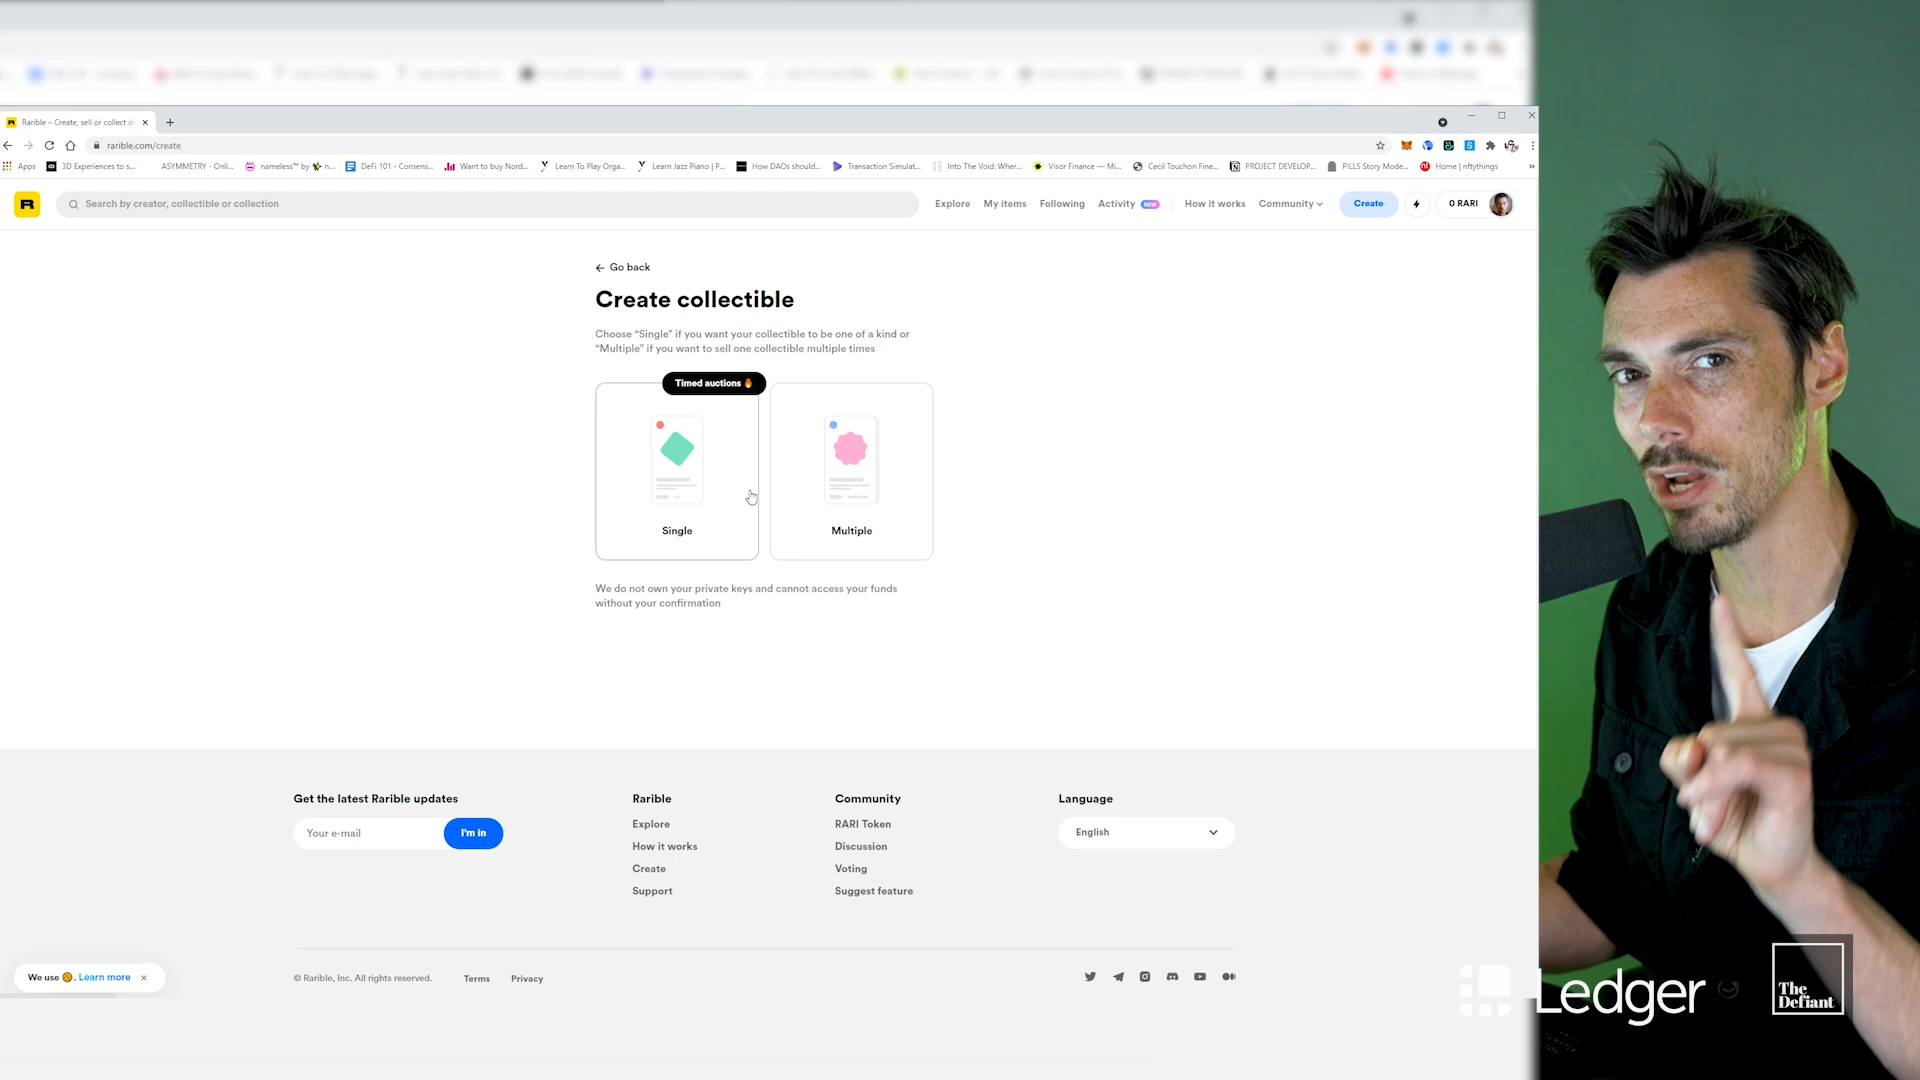 Rarible – Create, sell or collect di
rarible.com/create
Apps
3D Experiences to s...
ASYMMETRY - Onli...
nameless™ by
n...
DeFi 101 - Consens...
Want to buy Nord...
Learn To Play Orga...
Learn Jazz Piano | P...
How DAOs should...
Transaction Simulat...
Into The Void: Wher...
Visor Finance — Mi...
Cecil Touchon Fine...
PROJECT DEVELOP...
PILLS Story Mode...
Home | nftythings
R
Search by creator, collectible or collection
Explore
My items
Following
Activity NEW
How it works
Community
Create
0 RARI
← Go back
Create collectible
Choose “Single” if you want your collectible to be one of a kind or
“Multiple” if you want to sell one collectible multiple times
Timed auctions 🔥
Single
Multiple
We do not own your private keys and cannot access your funds
without your confirmation
Get the latest Rarible updates
Your e-mail
I'm in
Rarible
Explore
How it works
Create
Support
Community
RARI Token
Discussion
Voting
Suggest feature
Language
English
We use 🍪. Learn more
© Rarible, Inc. All rights reserved.
Terms
Privacy
Ledger
The
Defiant